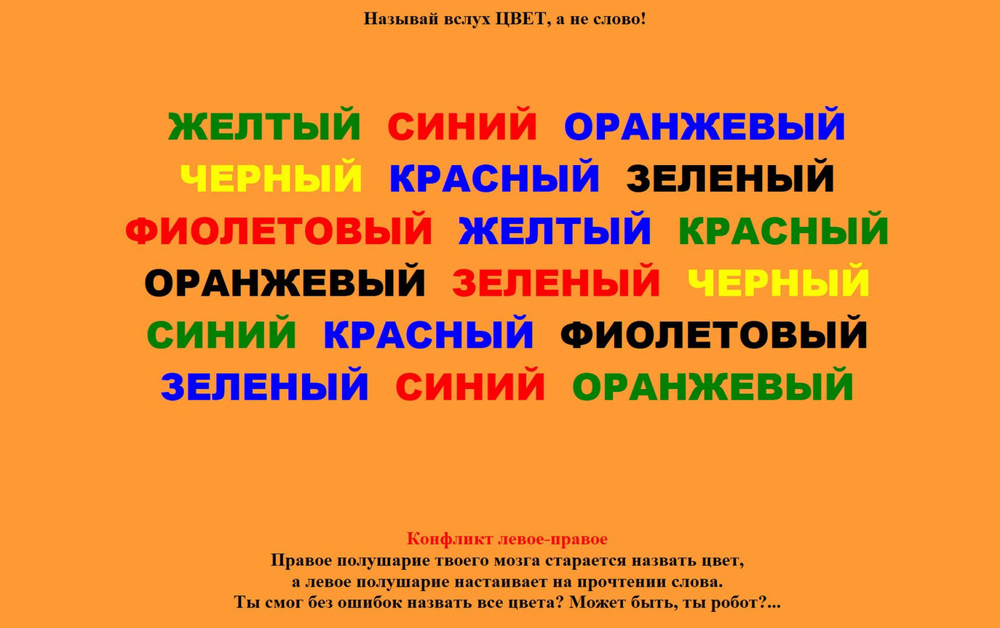 Называй вслух ЦВЕТ, а не слово!
ЖЕЛТЫЙ СИНИЙ ОРАНЖЕВЫЙ
ЧЕРНЫЙ КРАСНЫЙ ЗЕЛЕНЫЙ
ФИОЛЕТОВЫЙ ЖЕЛТЫЙ КРАСНЫЙ
ОРАНЖЕВЫЙ ЗЕЛЕНЫЙ ЧЕРНЫЙ
СИНИЙ КРАСНЫЙ ФИОЛЕТОВЫЙ
ЗЕЛЕНЫЙ СИНИЙ ОРАНЖЕВЫЙ
Конфликт левое-правое
Правое полушарие твоего мозга старается назвать цвет,
а левое полушарие настаивает на прочтении слова.
Ты смог без ошибок назвать все цвета? Может быть, ты робот?...